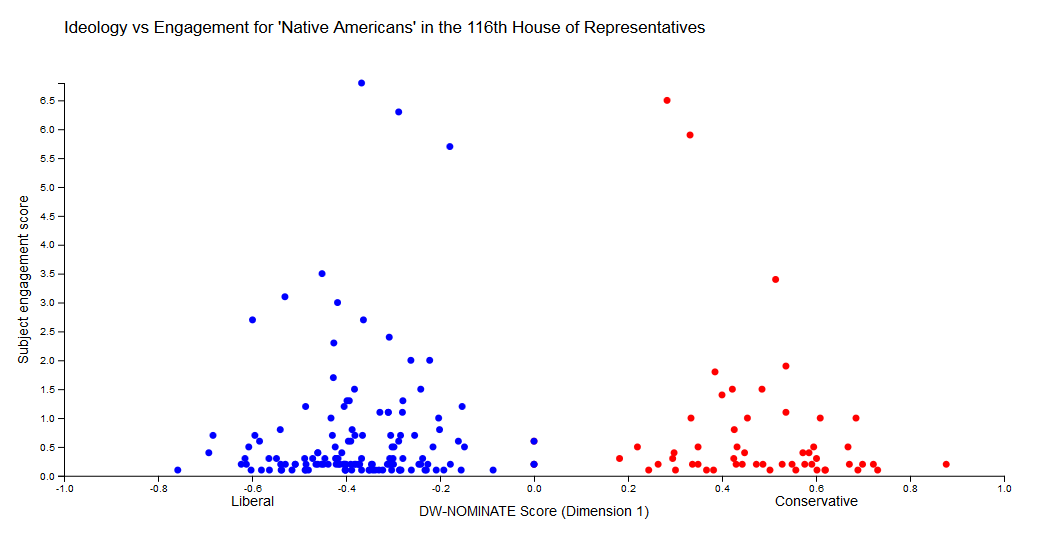 Ideology vs Engagement for 'Native Americans' in the 116th House of Representatives
6.5
6.0
5.5
5.0
4.5
4.0
3.5
3.0
2.5
2.0
1.5
1.0
0.5
0.0
Subject engagement score
-1.0 -0.8 -0.6 -0.4 -0.2 0.0 0.2 0.4 0.6 0.8 1.0
Liberal Conservative
DW-NOMINATE Score (Dimension 1)